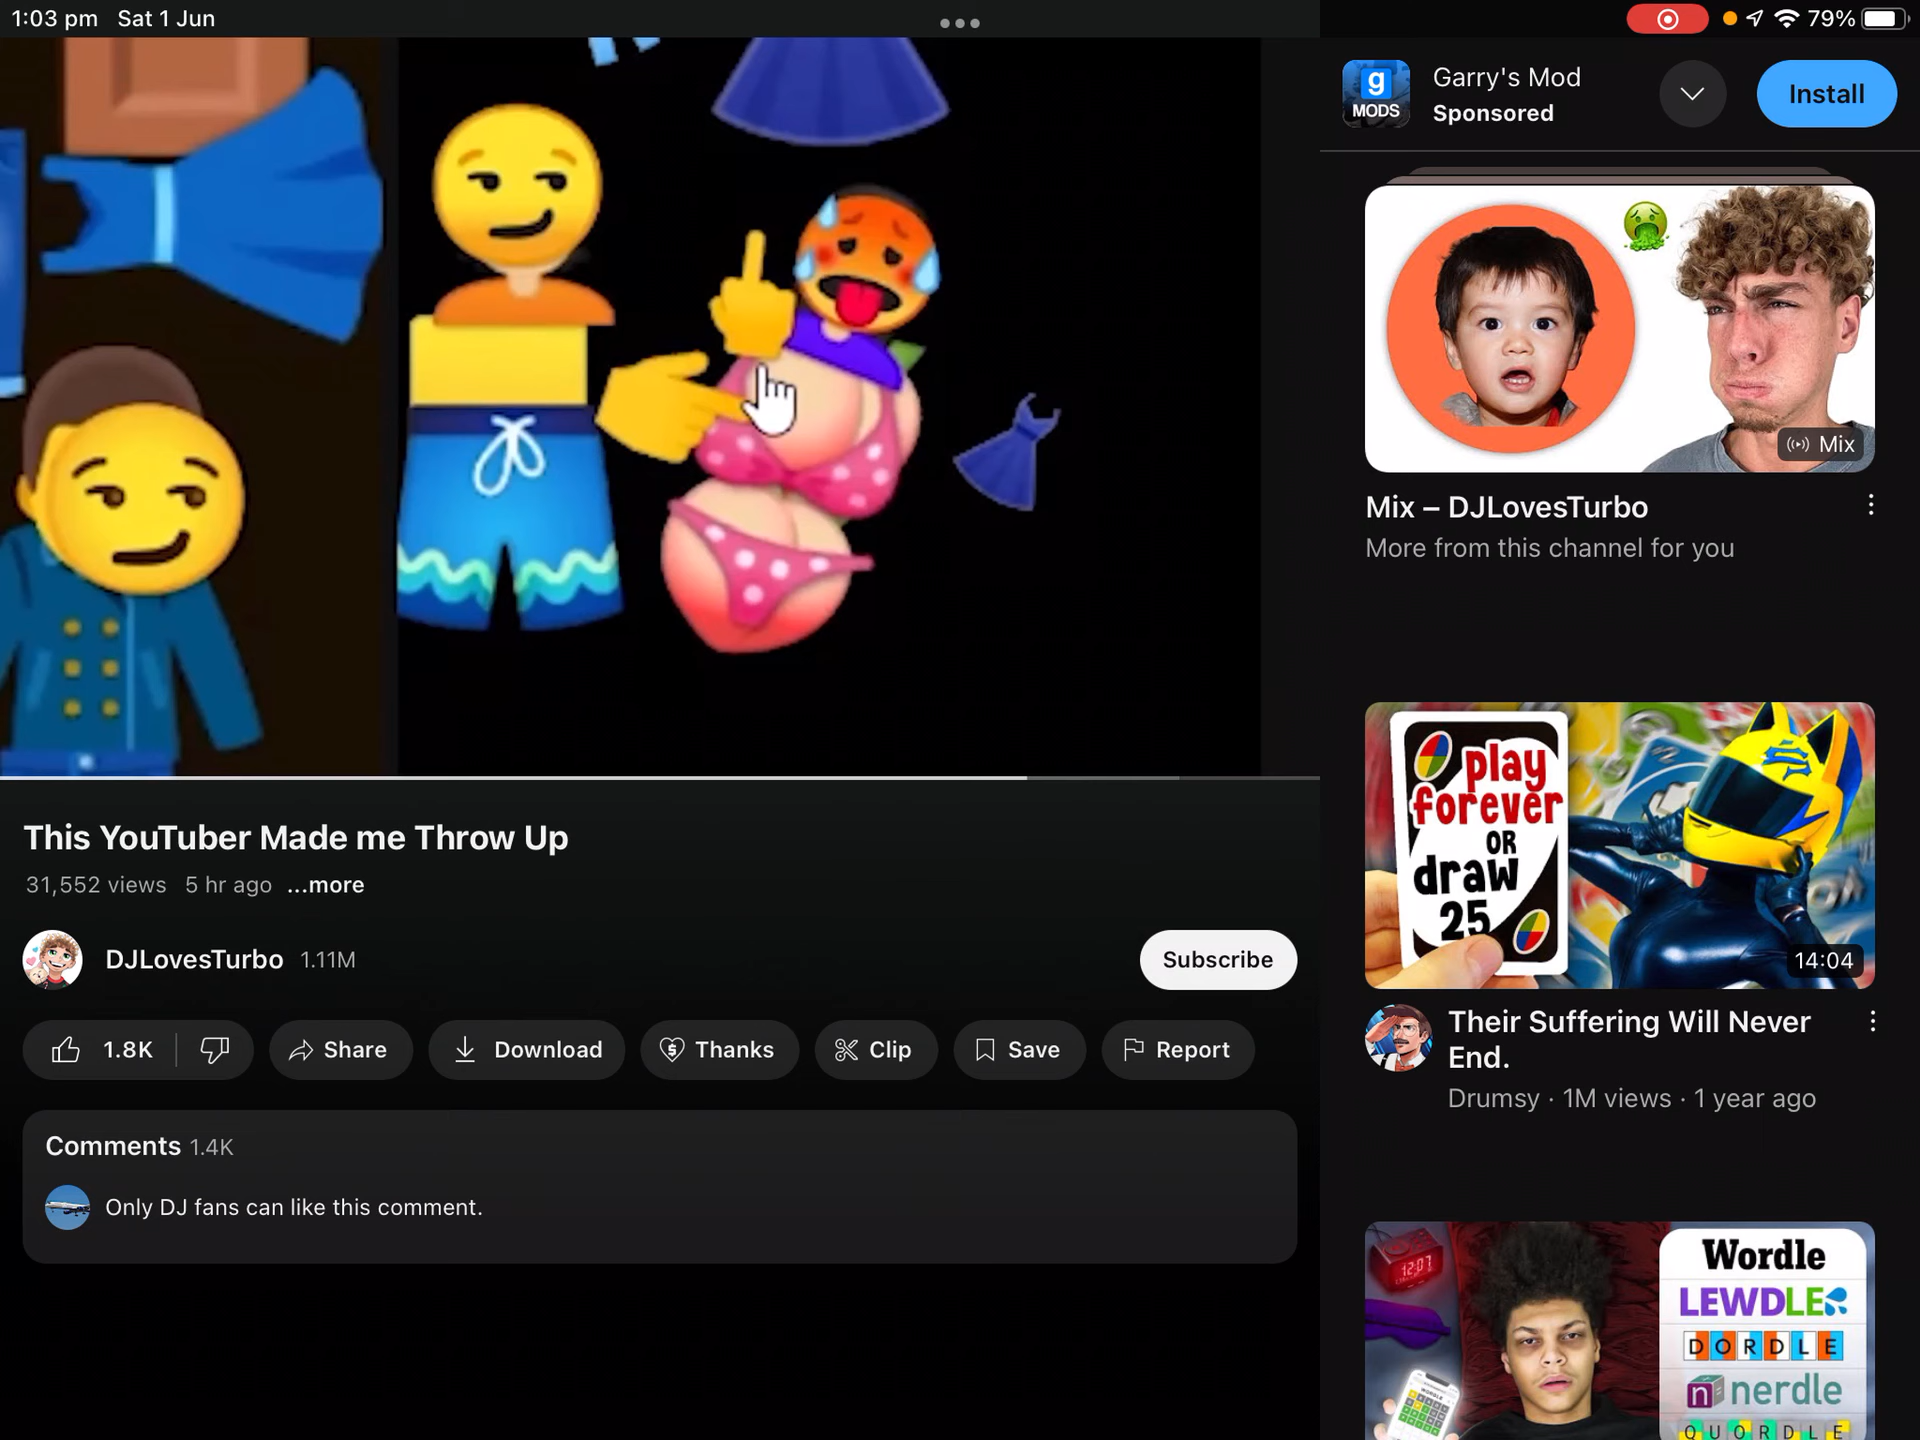 1:03 pm Sat 1 Jun
79%
g
MODS
Garry's Mod
Sponsored
Install
Mix
Mix – DJLovesTurbo
More from this channel for you
play
forever
OR
draw
25
14:04
Their Suffering Will Never
End.
Drumsy · 1M views · 1 year ago
12:07
WORDLE
Wordle
LEWDLE
DORDLE
n nerdle
QUORDLE
This YouTuber Made me Throw Up
31,552 views 5 hr ago ...more
DJLovesTurbo 1.11M
Subscribe
1.8K
Share
Download
Thanks
Clip
Save
Report
Comments 1.4K
Only DJ fans can like this comment.